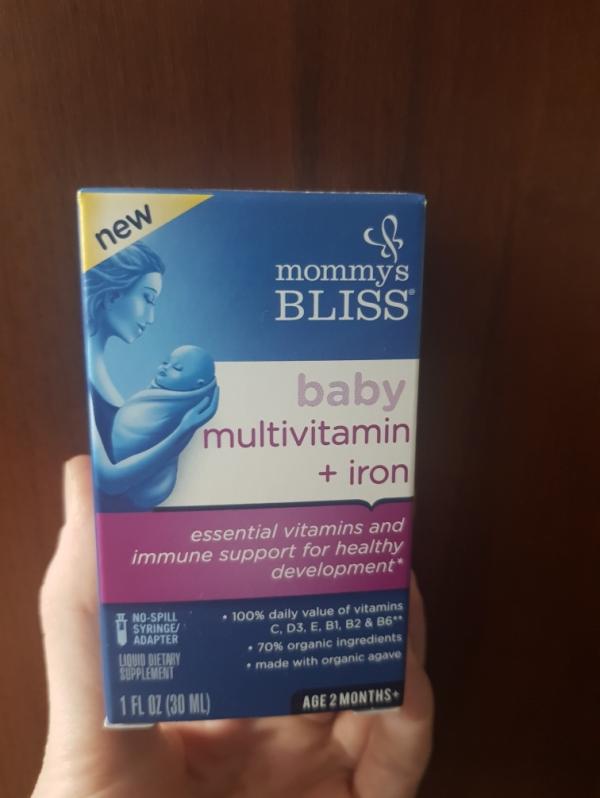 new
mommy's
BLISS®
baby
multivitamin
+ iron
essential vitamins and
immune support for healthy
development*
NO-SPILL
SYRINGE/
ADAPTER
LIQUID DIETARY
SUPPLEMENT
1 FL OZ (30 ML)
• 100% daily value of vitamins
C, D3, E, B1, B2 & B6**
• 70% organic ingredients
• made with organic agave
AGE 2 MONTHS+